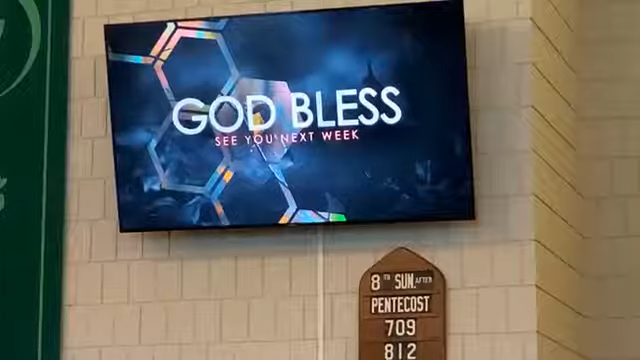 GOD BLESS
SEE YOU NEXT WEEK
8TH SUN. AFTER
PENTECOST
709
812